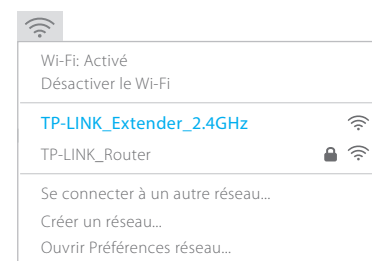 Wi-Fi: Activé
Désactiver le Wi-Fi
TP-LINK_Extender_2.4GHz
TP-LINK_Router
Se connecter à un autre réseau...
Créer un réseau...
Ouvrir Préférences réseau...